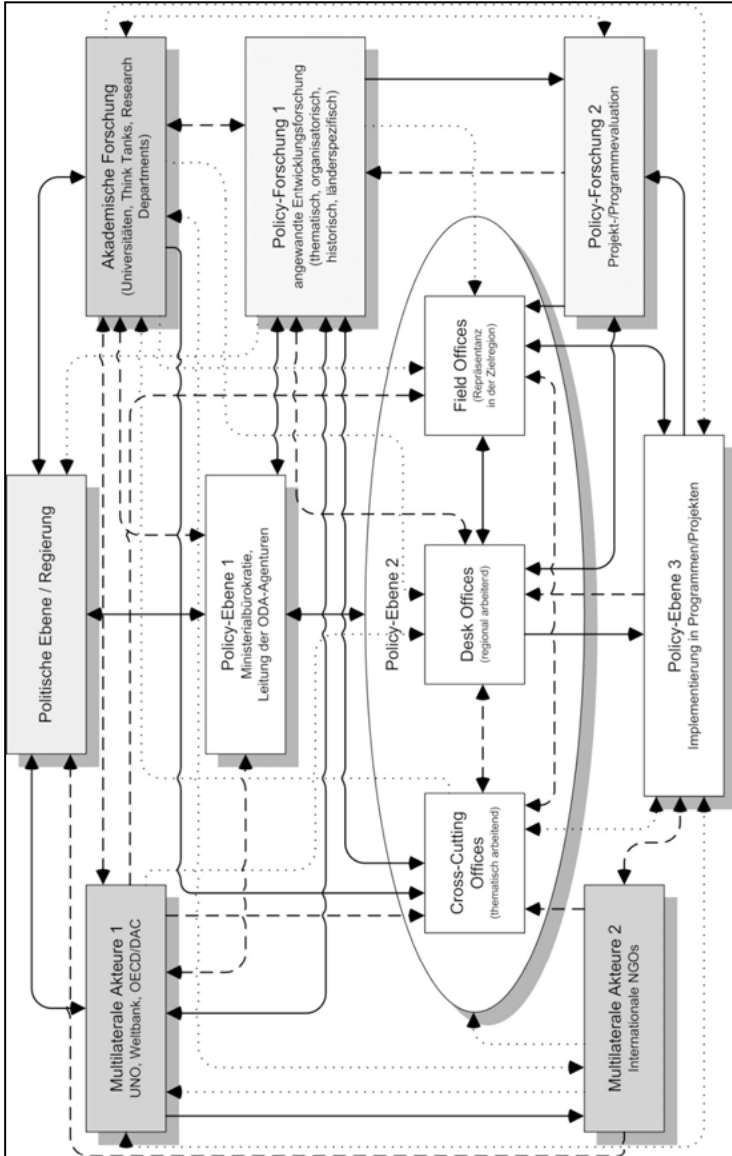 Politische Ebene / Regierung
Multilaterale Akteure 1
UNO, Weltbank, OECD/DAC
Akademische Forschung
(Universitäten, Think Tanks, Research
Departments)
Policy-Ebene 1
Ministerialbürokratie,
Leitung der ODA-Agenturen
Policy-Forschung 1
angewandte Entwicklungsforschung
(thematisch, organisatorisch,
historisch, länderspezifisch)
Policy-Ebene 2
Cross-Cutting
Offices
(thematisch arbeitend)
Desk Offices
(regional arbeitend)
Field Offices
(Repräsentanz
in der Zielregion)
Multilaterale Akteure 2
Internationale NGOs
Policy-Ebene 3
Implementierung in Programmen/Projekten
Policy-Forschung 2
Projekt-/Programmevaluation